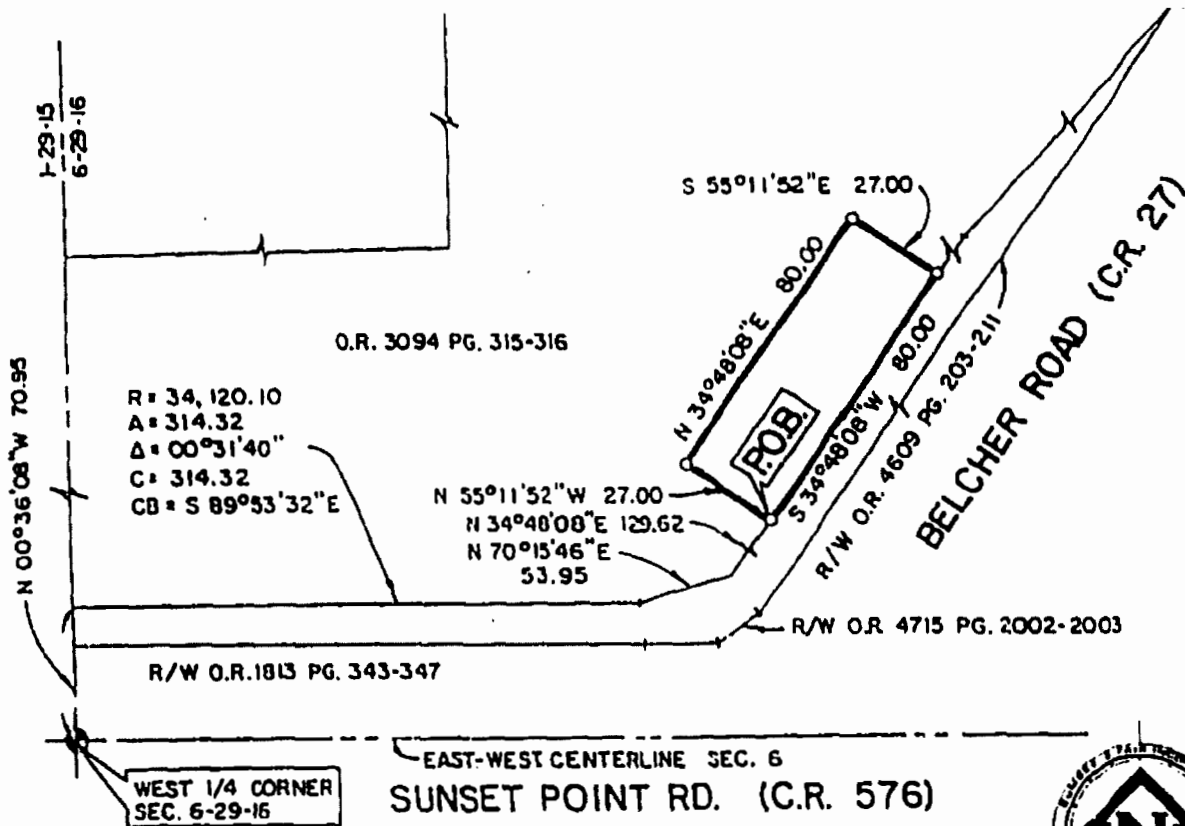 1-29-15
6-29-16
S 55°11'52"E 27.00
N 34°48'08"E 80.00
S 34°48'08"W 80.00
P.O.B.
O.R. 3094 PG. 315-316
N 00°36'08"W 70.95
R = 34,120.10
A = 314.32
Δ = 00°31'40"
C = 314.32
CB = S 89°53'32"E
N 55°11'52"W 27.00
N 34°48'08"E 129.62
N 70°15'46"E
53.95
R/W O.R. 4609 PG. 203-211
BELCHER ROAD (C.R. 27)
R/W O.R. 4715 PG. 2002-2003
R/W O.R.1813 PG. 343-347
EAST-WEST CENTERLINE SEC. 6
WEST 1/4 CORNER
SEC. 6-29-16
SUNSET POINT RD. (C.R. 576)